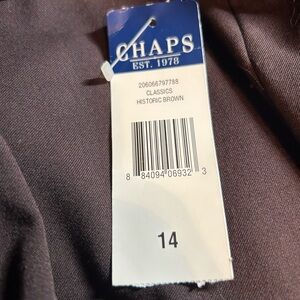 CHAPS
EST. 1978
206066797788
CLASSICS
HISTORIC BROWN
8 84094 06932 3
14